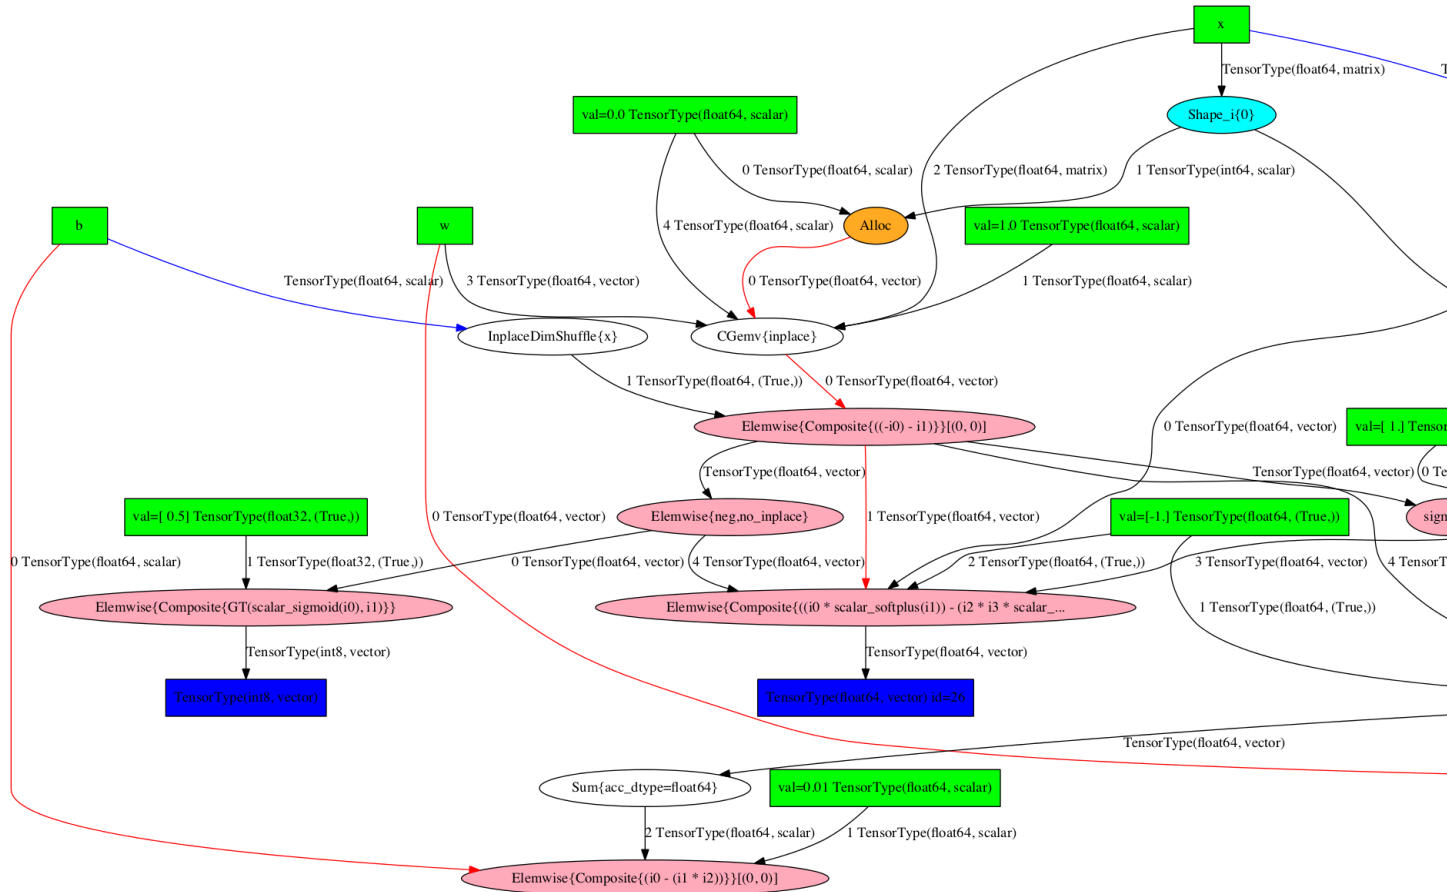 x
TensorType(float64, matrix)
val=0.0 TensorType(float64, scalar)
Shape_i{0}
0 TensorType(float64, scalar)
2 TensorType(float64, matrix)
1 TensorType(int64, scalar)
b
w
4 TensorType(float64, scalar)
Alloc
val=1.0 TensorType(float64, scalar)
TensorType(float64, scalar)
3 TensorType(float64, vector)
0 TensorType(float64, vector)
1 TensorType(float64, scalar)
InplaceDimShuffle{x}
CGemv{inplace}
1 TensorType(float64, (True,))
0 TensorType(float64, vector)
Elemwise{Composite{((-i0) - i1)}}[(0, 0)]
0 TensorType(float64, vector)
val=[ 1.] Tensor
TensorType(float64, vector)
TensorType(float64, vector)
0 Te
val=[ 0.5] TensorType(float32, (True,))
0 TensorType(float64, vector)
Elemwise{neg,no_inplace}
1 TensorType(float64, vector)
val=[-1.] TensorType(float64, (True,))
sigm
0 TensorType(float64, scalar)
1 TensorType(float32, (True,))
0 TensorType(float64, vector)
4 TensorType(float64, vector)
2 TensorType(float64, (True,))
3 TensorType(float64, vector)
4 TensorT
Elemwise{Composite{GT(scalar_sigmoid(i0), i1)}}
Elemwise{Composite{((i0 * scalar_softplus(i1)) - (i2 * i3 * scalar_...
1 TensorType(float64, (True,))
TensorType(int8, vector)
TensorType(float64, vector)
TensorType(int8, vector)
TensorType(float64, vector) id=26
TensorType(float64, vector)
Sum{acc_dtype=float64}
val=0.01 TensorType(float64, scalar)
2 TensorType(float64, scalar)
1 TensorType(float64, scalar)
Elemwise{Composite{(i0 - (i1 * i2))}}[(0, 0)]